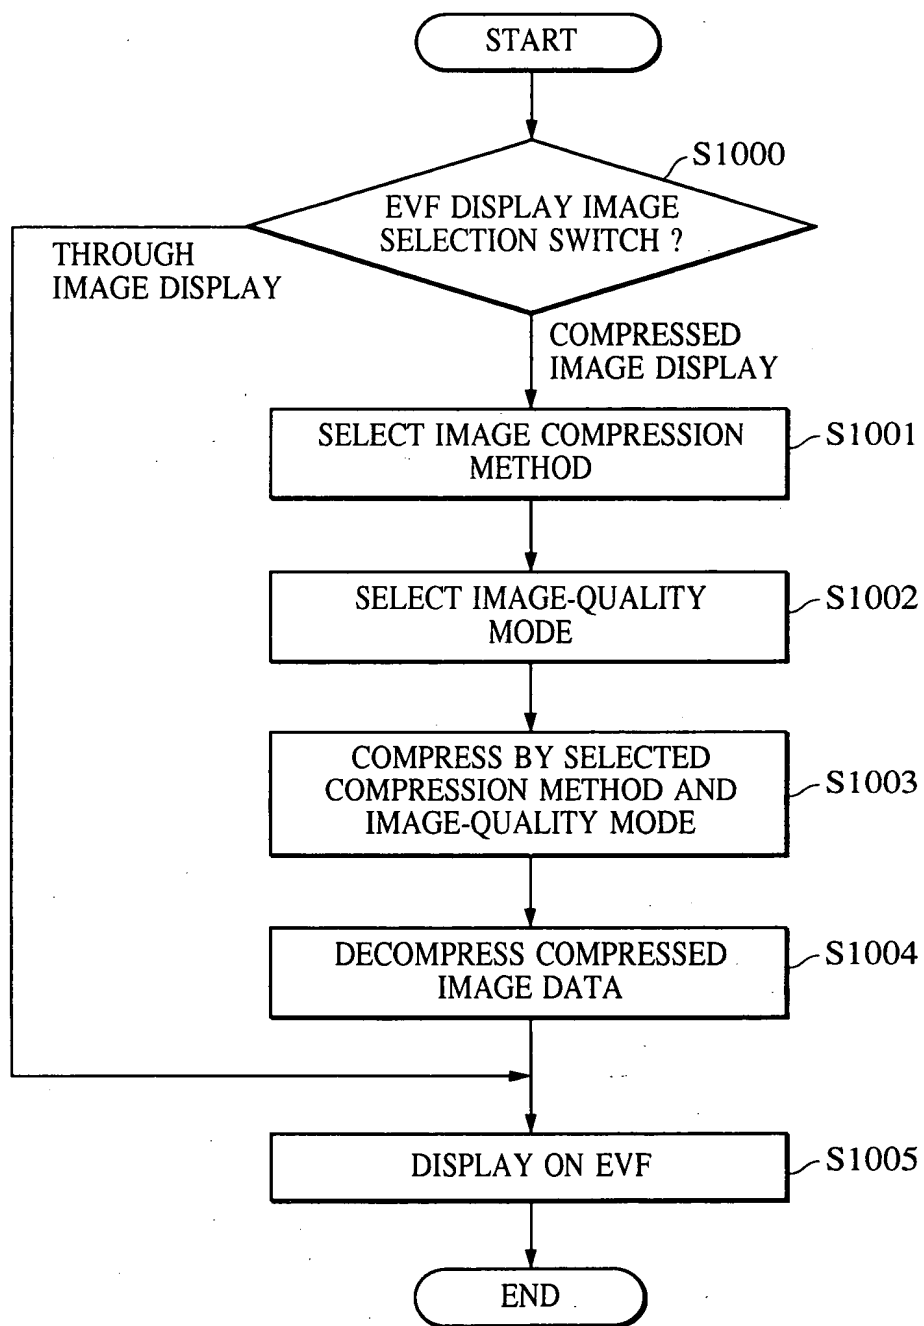 START
S1000
EVF DISPLAY IMAGE
SELECTION SWITCH ?
THROUGH
IMAGE DISPLAY
COMPRESSED
IMAGE DISPLAY
SELECT IMAGE COMPRESSION
METHOD
S1001
SELECT IMAGE-QUALITY
MODE
S1002
COMPRESS BY SELECTED
COMPRESSION METHOD AND
IMAGE-QUALITY MODE
S1003
DECOMPRESS COMPRESSED
IMAGE DATA
S1004
DISPLAY ON EVF
S1005
END